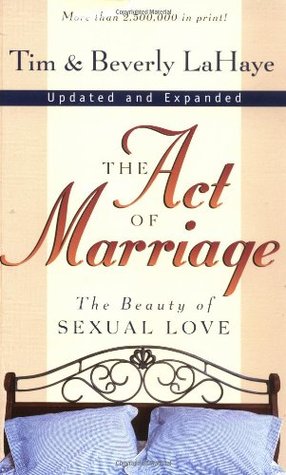 More than 2,500,000 in print!
Tim & Beverly LaHaye
Updated and Expanded
THE
Act
OF
Marriage
The Beauty of
SEXUAL LOVE